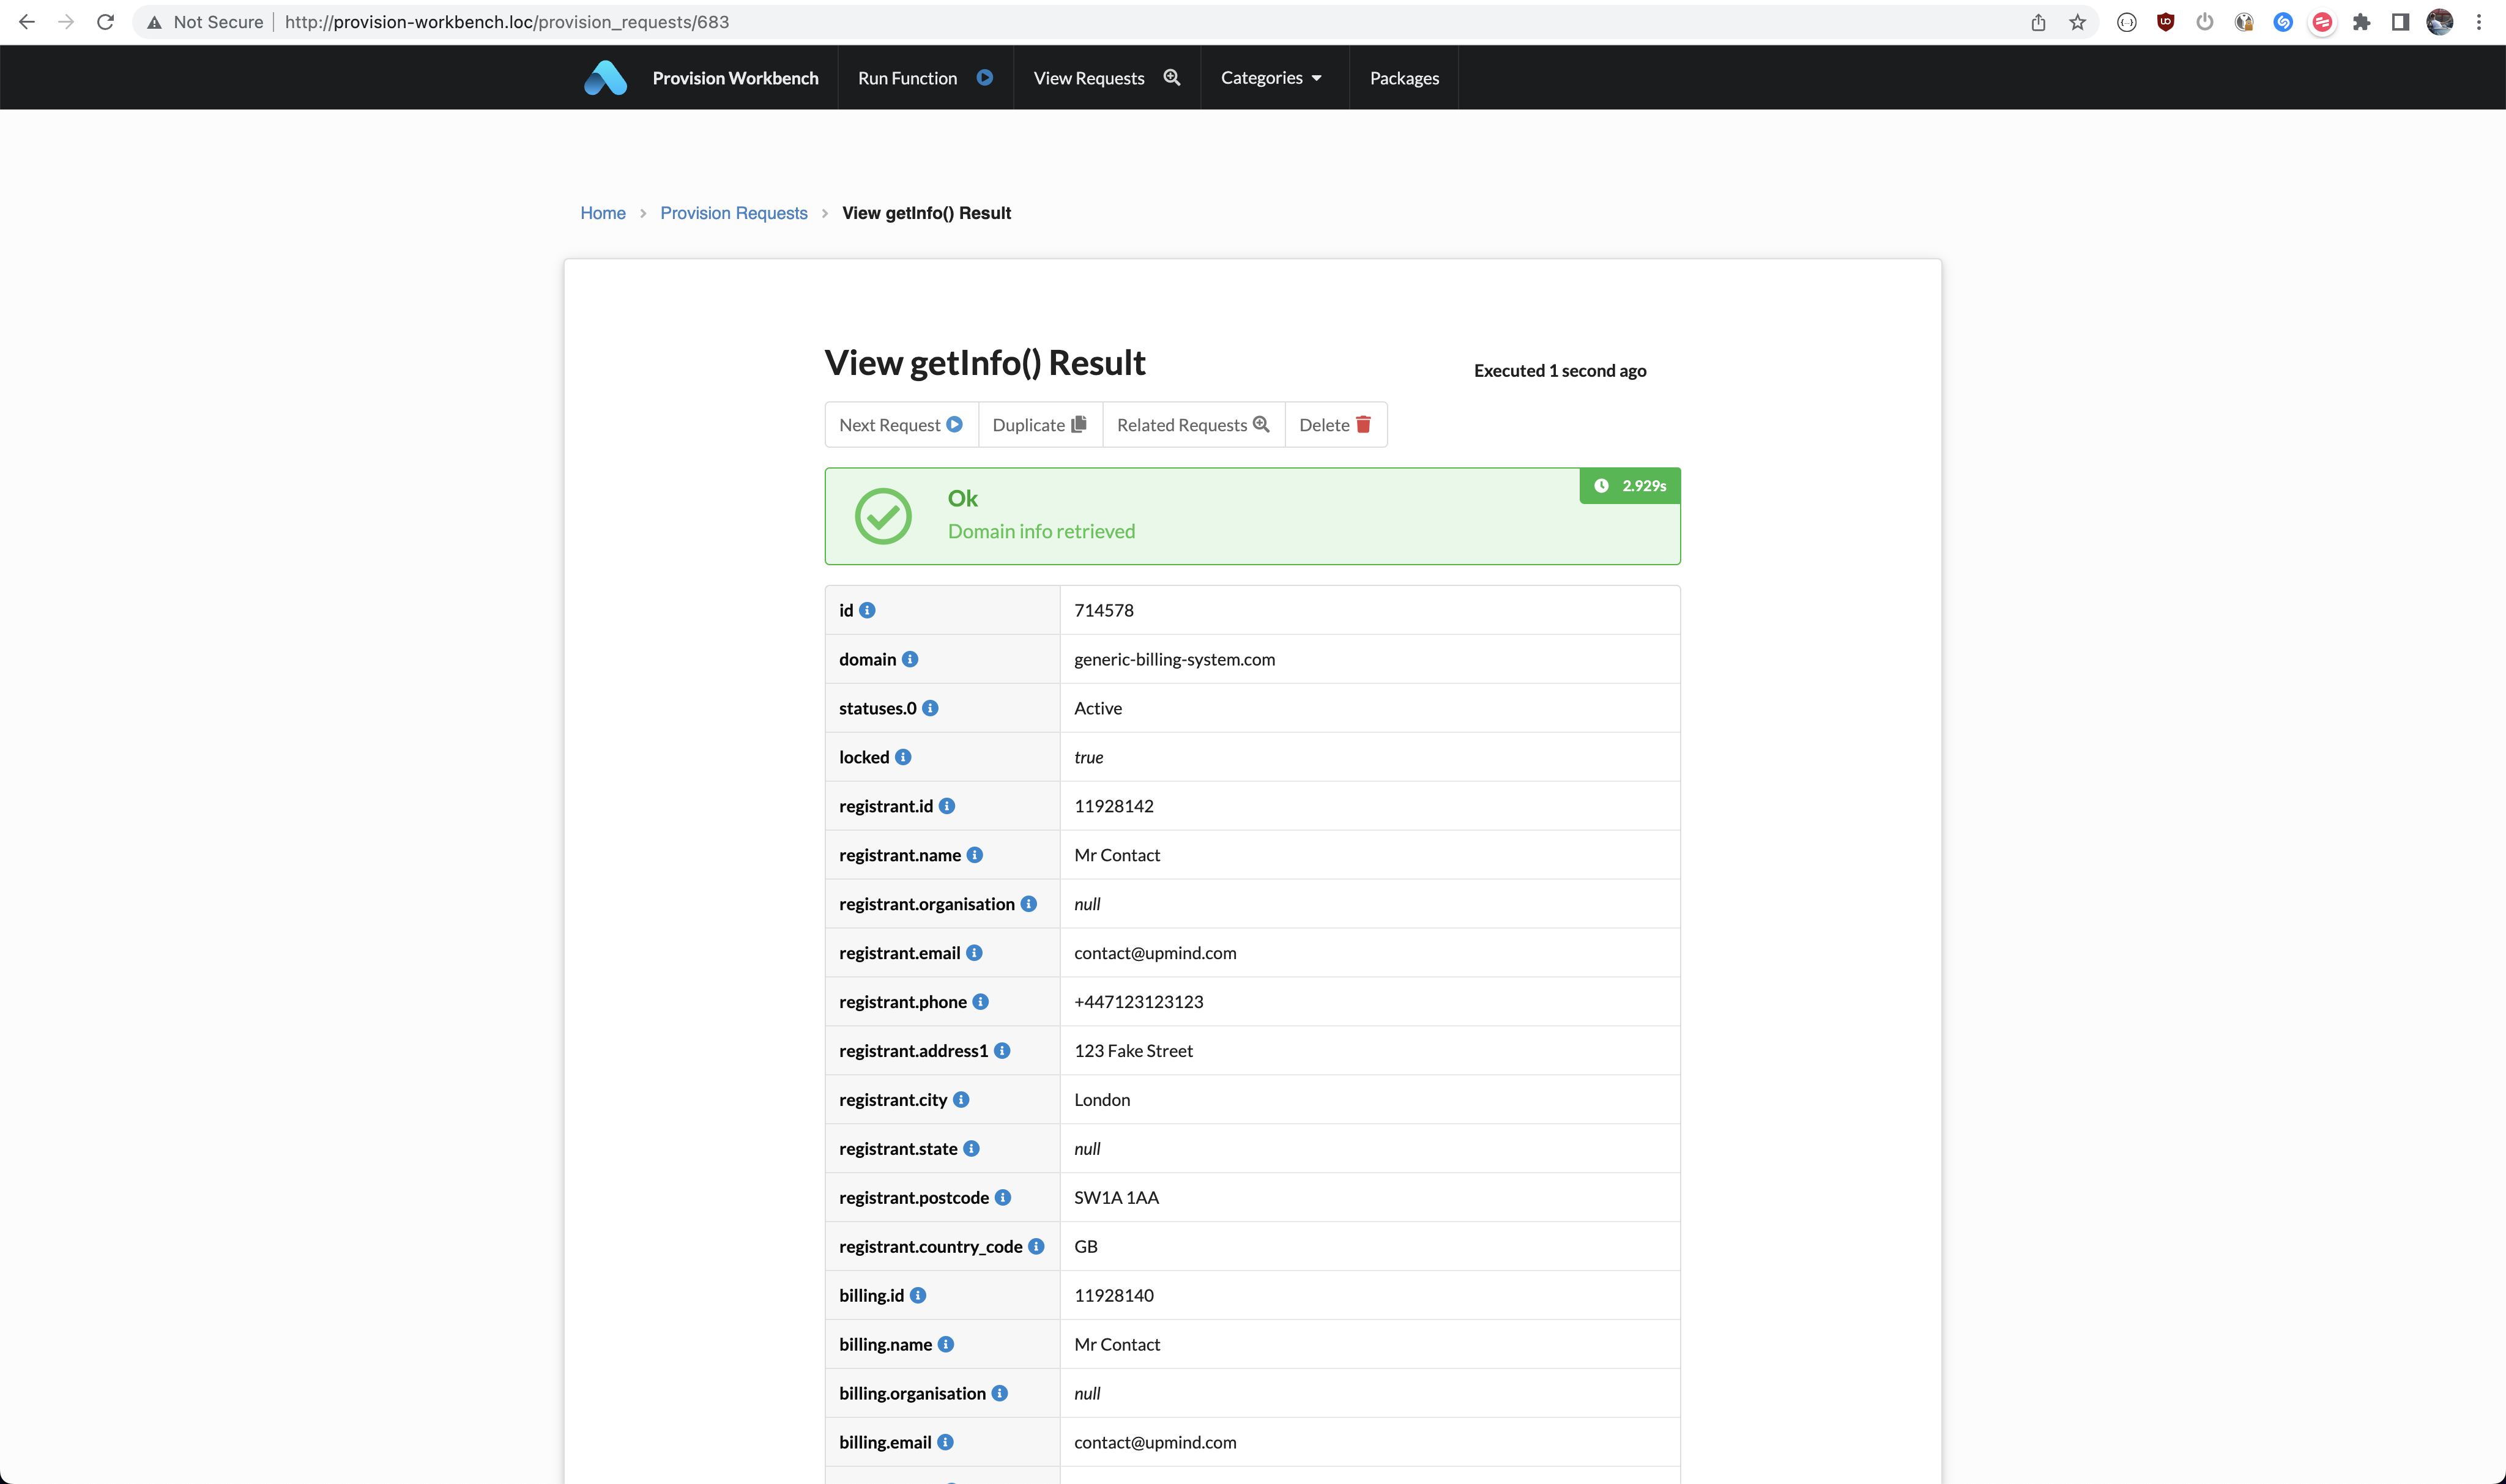 Not Secure http://provision-workbench.loc/provision_requests/683
Provision Workbench Run Function View Requests Categories Packages
Home Provision Requests View getInfo() Result
View getInfo() Result
Executed 1 second ago
Next Request Duplicate Related Requests Delete
2.929s
Ok
Domain info retrieved
id 714578
domain generic-billing-system.com
statuses.0 Active
locked true
registrant.id 11928142
registrant.name Mr Contact
registrant.organisation null
registrant.email contact@upmind.com
registrant.phone +447123123123
registrant.address1 123 Fake Street
registrant.city London
registrant.state null
registrant.postcode SW1A 1AA
registrant.country_code GB
billing.id 11928140
billing.name Mr Contact
billing.organisation null
billing.email contact@upmind.com